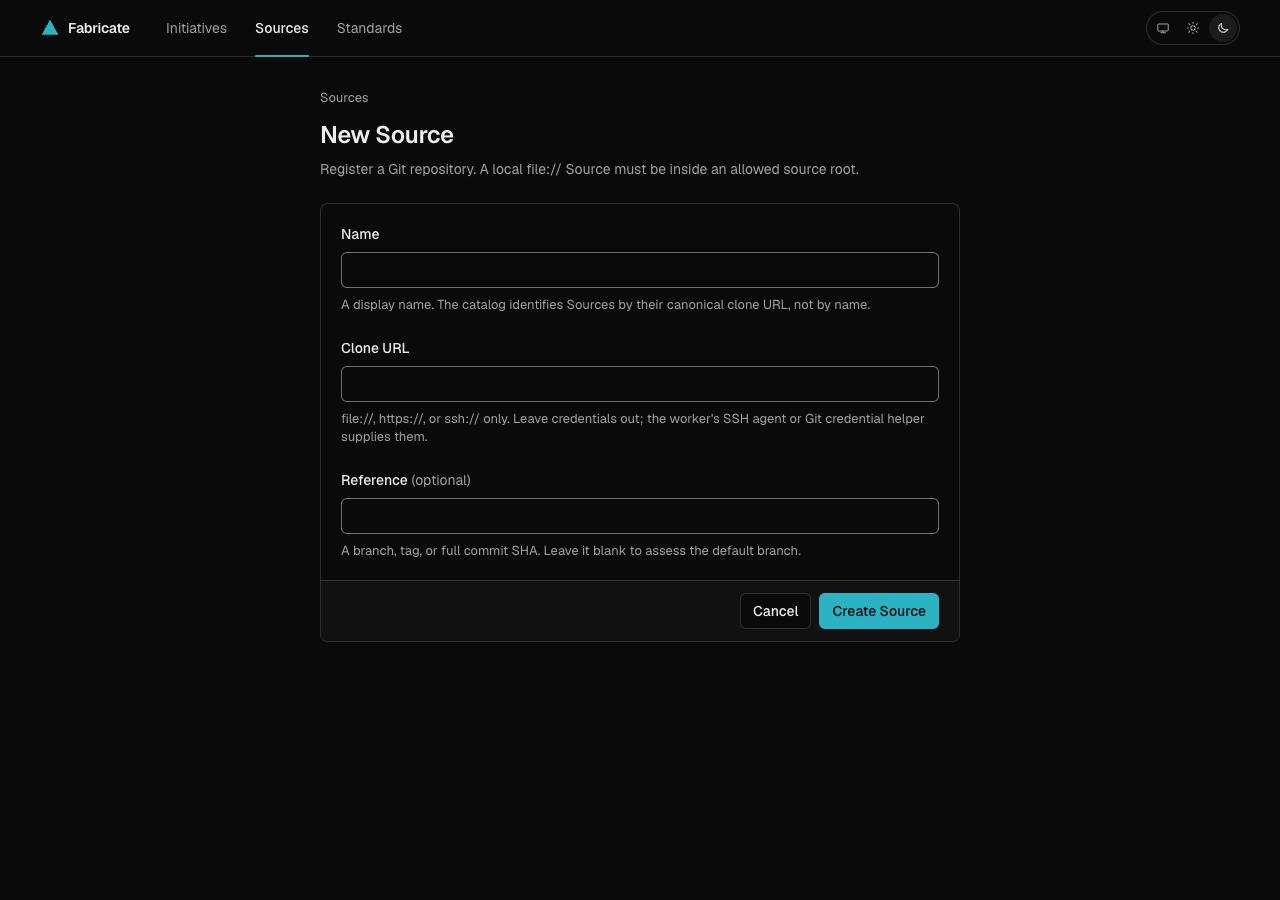 Fabricate
Initiatives
Sources
Standards
Sources
New Source
Register a Git repository. A local file:// Source must be inside an allowed source root.
Name
A display name. The catalog identifies Sources by their canonical clone URL, not by name.
Clone URL
file://, https://, or ssh:// only. Leave credentials out; the worker's SSH agent or Git credential helper
supplies them.
Reference (optional)
A branch, tag, or full commit SHA. Leave it blank to assess the default branch.
Cancel
Create Source